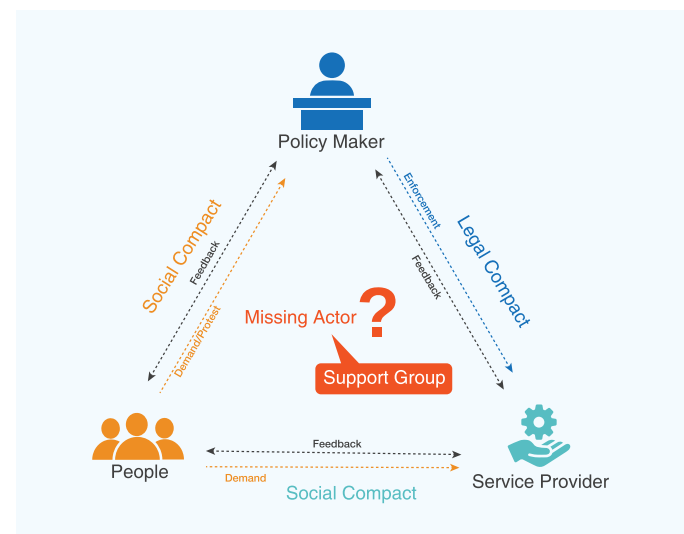 Policy Maker
Social Compact
Feedback
Demand/Protest
Enforcement
Feedback
Legal Compact
Missing Actor ?
Support Group
People
Feedback
Demand
Social Compact
Service Provider